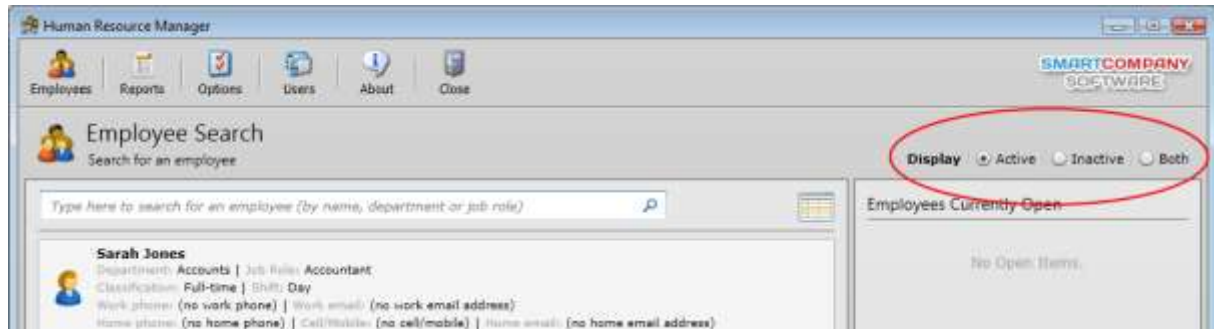 Human Resource Manager
Employees Reports Options Users About Close
SMARTCOMPANY
SOFTWARE
Employee Search
Search for an employee
Display Active Inactive Both
Type here to search for an employee (by name, department or job role)
Employees Currently Open
No Open Items.
Sarah Jones
Department: Accounts | Job Role: Accountant
Classification: Full-time | Shift: Day
Work phone: (no work phone) | Work email: (no work email address)
Home phone: (no home phone) | Cell/Mobile: (no cell/mobile) | Home email: (no home email address)